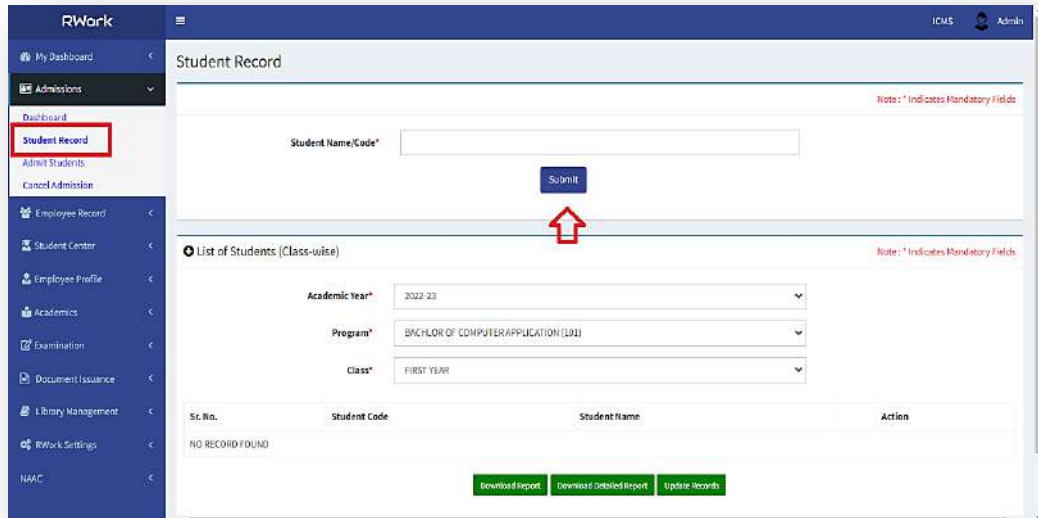 RWork
ICMS Admin
My Dashboard
Admissions
Dashboard
Student Record
Admit Students
Cancel Admission
Employee Record
Student Center
Employee Profile
Academics
Examination
Document Issuance
Library Management
RWork Settings
NAAC
Student Record
Note : * Indicates Mandatory Fields
Student Name/Code*
Submit
List of Students (Class-wise)
Note : * Indicates Mandatory Fields
Academic Year* 2022-23
Program* BACHLOR OF COMPUTER APPLICATION (101)
Class* FIRST YEAR
Sr. No. Student Code Student Name Action
NO RECORD FOUND
Download Report Download Detailed Report Update Records